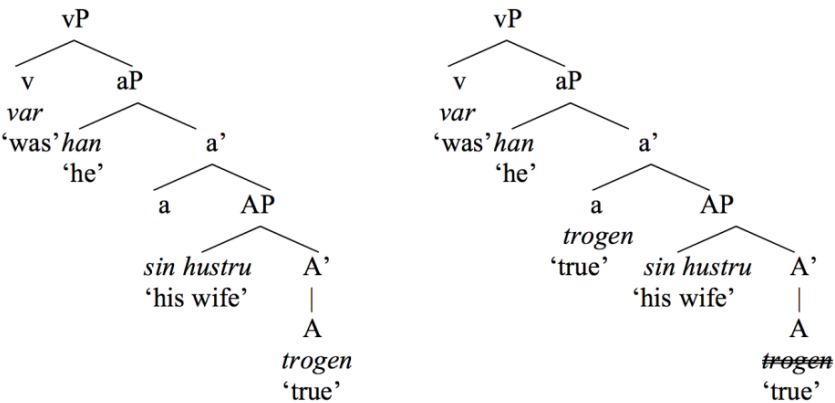 vP vP
v aP v aP
var var
‘was’ han a’ ‘was’ han a’
‘he’ ‘he’
a AP a AP
trogen
sin hustru A’ ‘true’ sin hustru A’
‘his wife’ | ‘his wife’ |
A A
trogen trogen
‘true’ ‘true’